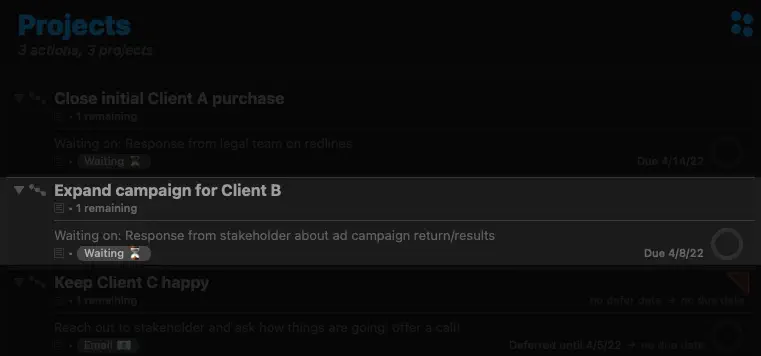 Projects
3 actions, 3 projects
Close initial Client A purchase
• 1 remaining
Waiting on: Response from legal team on redlines
• Waiting ⌛ Due 4/14/22
Expand campaign for Client B
• 1 remaining
Waiting on: Response from stakeholder about ad campaign return/results
• Waiting ⌛ Due 4/8/22
Keep Client C happy
• 1 remaining no defer date → no due date
Reach out to stakeholder and ask how things are going; offer a call!
• Email Deferred until 4/5/22 → no due date